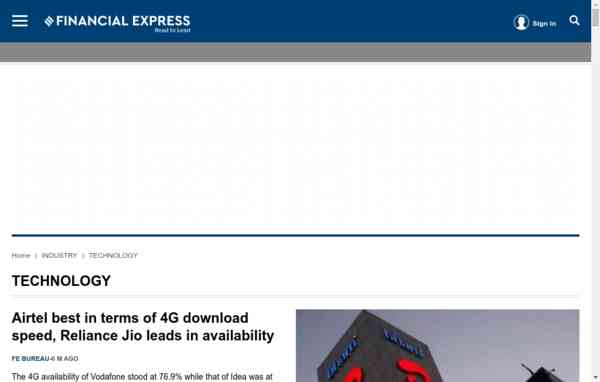 FINANCIAL EXPRESS
Read to Lead
Sign In
Home | INDUSTRY | TECHNOLOGY
TECHNOLOGY
Airtel best in terms of 4G download
speed, Reliance Jio leads in availability
FE BUREAU-6 M AGO
The 4G availability of Vodafone stood at 76.9% while that of Idea was at